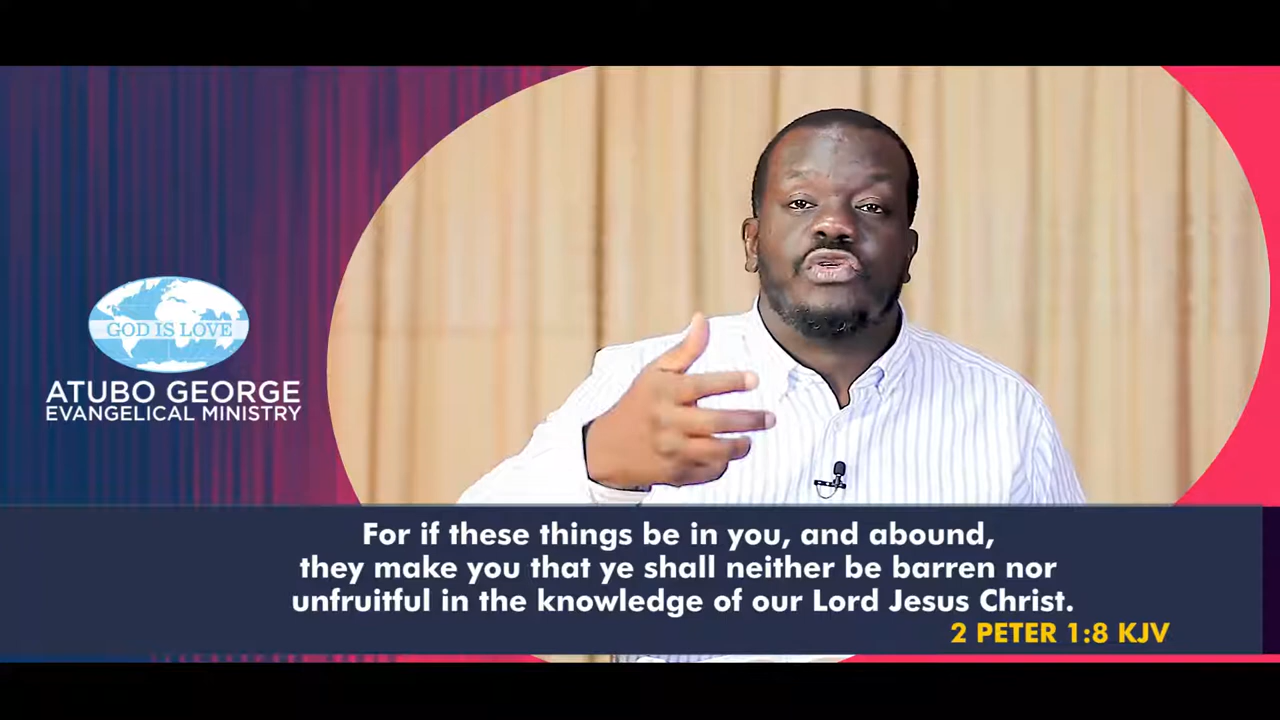 GOD IS LOVE
ATUBO GEORGE
EVANGELICAL MINISTRY
For if these things be in you, and abound,
they make you that ye shall neither be barren nor
unfruitful in the knowledge of our Lord Jesus Christ.
2 PETER 1:8 KJV